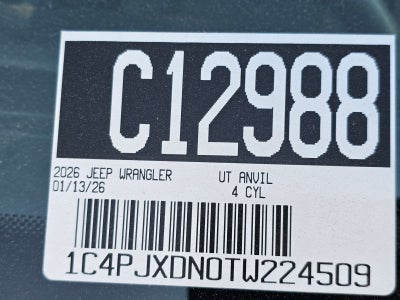 C12988
2026 JEEP WRANGLER UT ANVIL
01/13/26 4 CYL
1C4PJXDN0TW224509